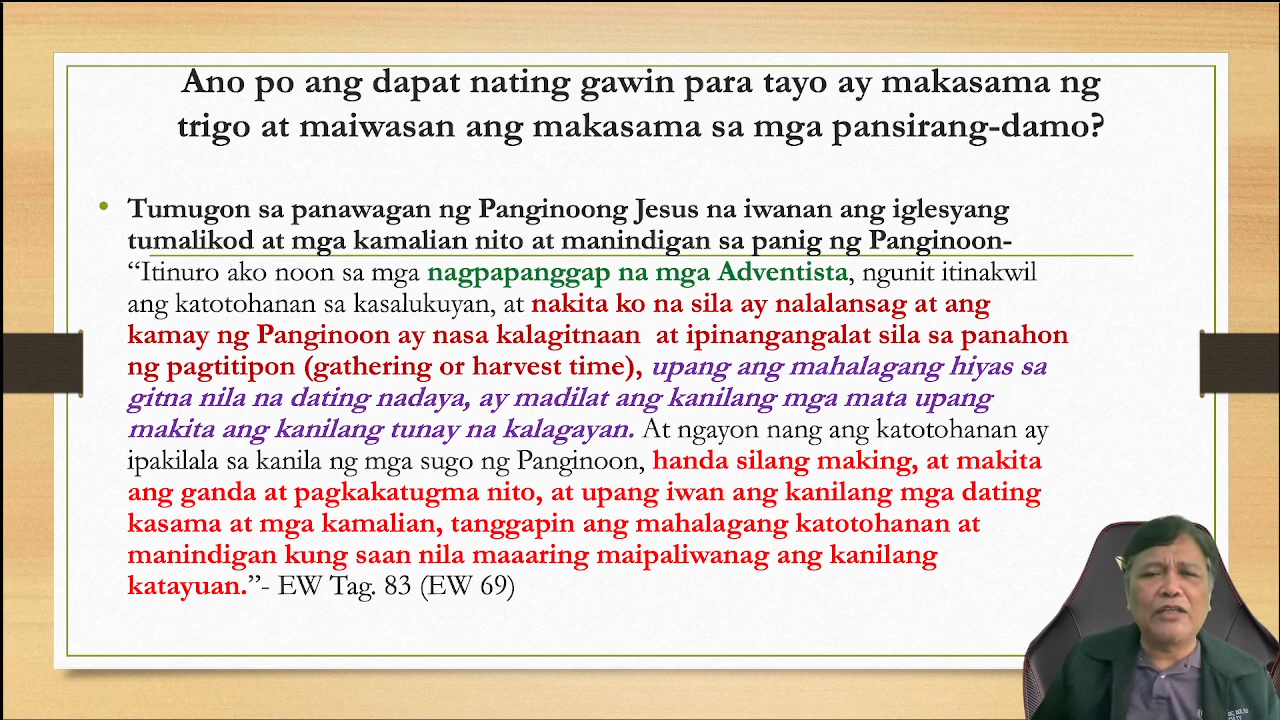 Ano po ang dapat nating gawin para tayo ay makasama ng
trigo at maiwasan ang makasama sa mga pansirang-damo?
• Tumugon sa panawagan ng Panginoong Jesus na iwanan ang iglesyang
tumalikod at mga kamalian nito at manindigan sa panig ng Panginoon-
“Itinuro ako noon sa mga nagpapanggap na mga Adventista, ngunit itinakwil
ang katotohanan sa kasalukuyan, at nakita ko na sila ay nalalansag at ang
kamay ng Panginoon ay nasa kalagitnaan at ipinangangalat sila sa panahon
ng pagtitipon (gathering or harvest time), upang ang mahalagang hiyas sa
gitna nila na dating nadaya, ay madilat ang kanilang mga mata upang
makita ang kanilang tunay na kalagayan. At ngayon nang ang katotohanan ay
ipakilala sa kanila ng mga sugo ng Panginoon, handa silang making, at makita
ang ganda at pagkakatugma nito, at upang iwan ang kanilang mga dating
kasama at mga kamalian, tanggapin ang mahalagang katotohanan at
manindigan kung saan nila maaaring maipaliwanag ang kanilang
katayuan.”- EW Tag. 83 (EW 69)